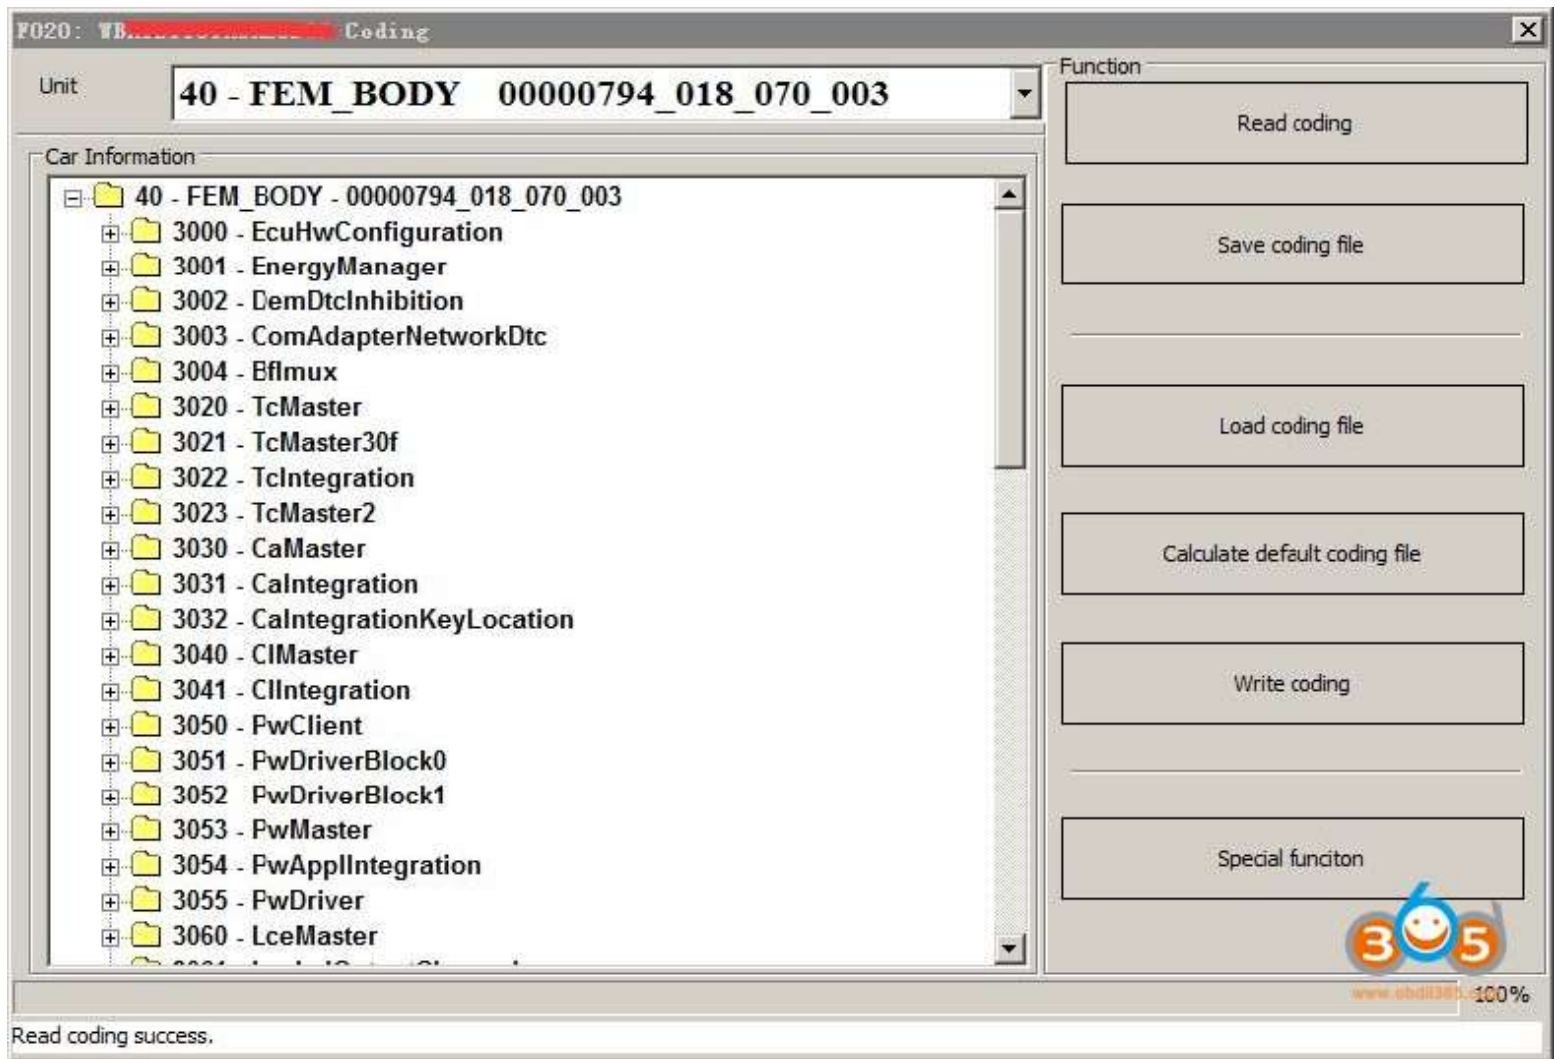 F020: Coding
Unit
40 - FEM_BODY 00000794_018_070_003
Car Information
40 - FEM_BODY - 00000794_018_070_003
3000 - EcuHwConfiguration
3001 - EnergyManager
3002 - DemDtcInhibition
3003 - ComAdapterNetworkDtc
3004 - Bflmux
3020 - TcMaster
3021 - TcMaster30f
3022 - TcIntegration
3023 - TcMaster2
3030 - CaMaster
3031 - CaIntegration
3032 - CaIntegrationKeyLocation
3040 - ClMaster
3041 - ClIntegration
3050 - PwClient
3051 - PwDriverBlock0
3052 PwDriverBlock1
3053 - PwMaster
3054 - PwApplIntegration
3055 - PwDriver
3060 - LceMaster
Function
Read coding
Save coding file
Load coding file
Calculate default coding file
Write coding
Special funciton
365
100%
Read coding success.